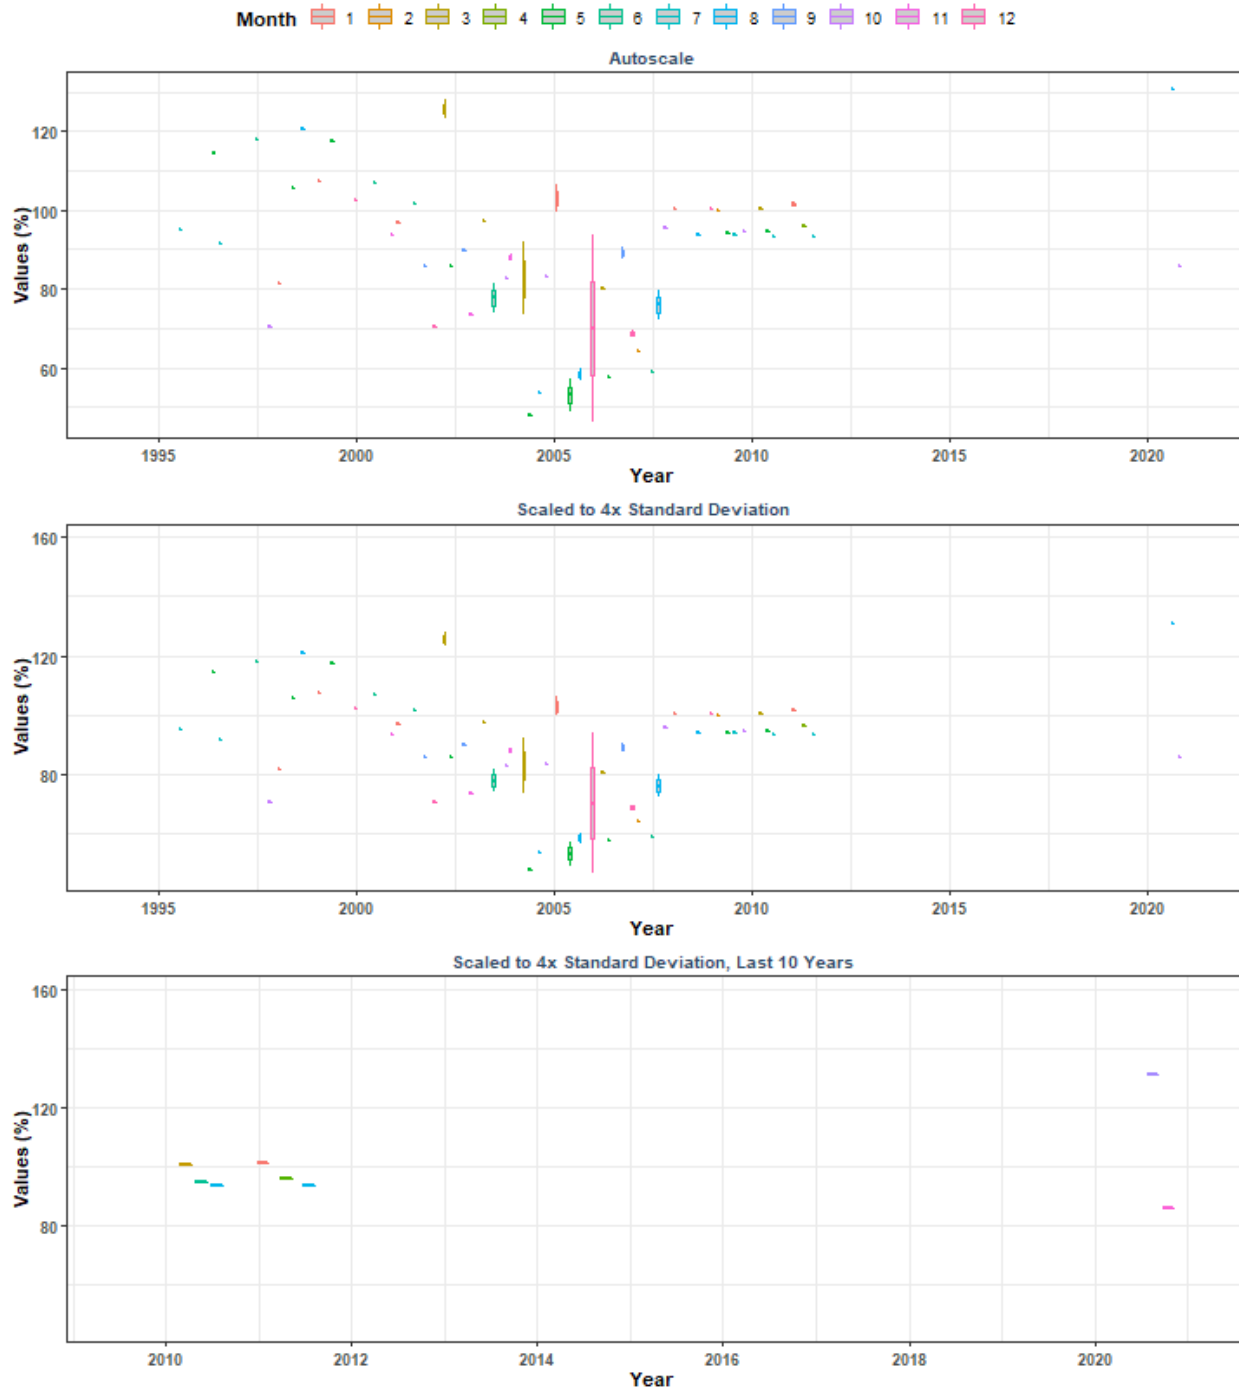 Month 1 2 3 4 5 6 7 8 9 10 11 12
Autoscale
Values (%)
120
100
80
60
1995 2000 2005 2010 2015 2020
Year
Scaled to 4x Standard Deviation
Values (%)
160
120
80
1995 2000 2005 2010 2015 2020
Year
Scaled to 4x Standard Deviation, Last 10 Years
Values (%)
160
120
80
2010 2012 2014 2016 2018 2020
Year